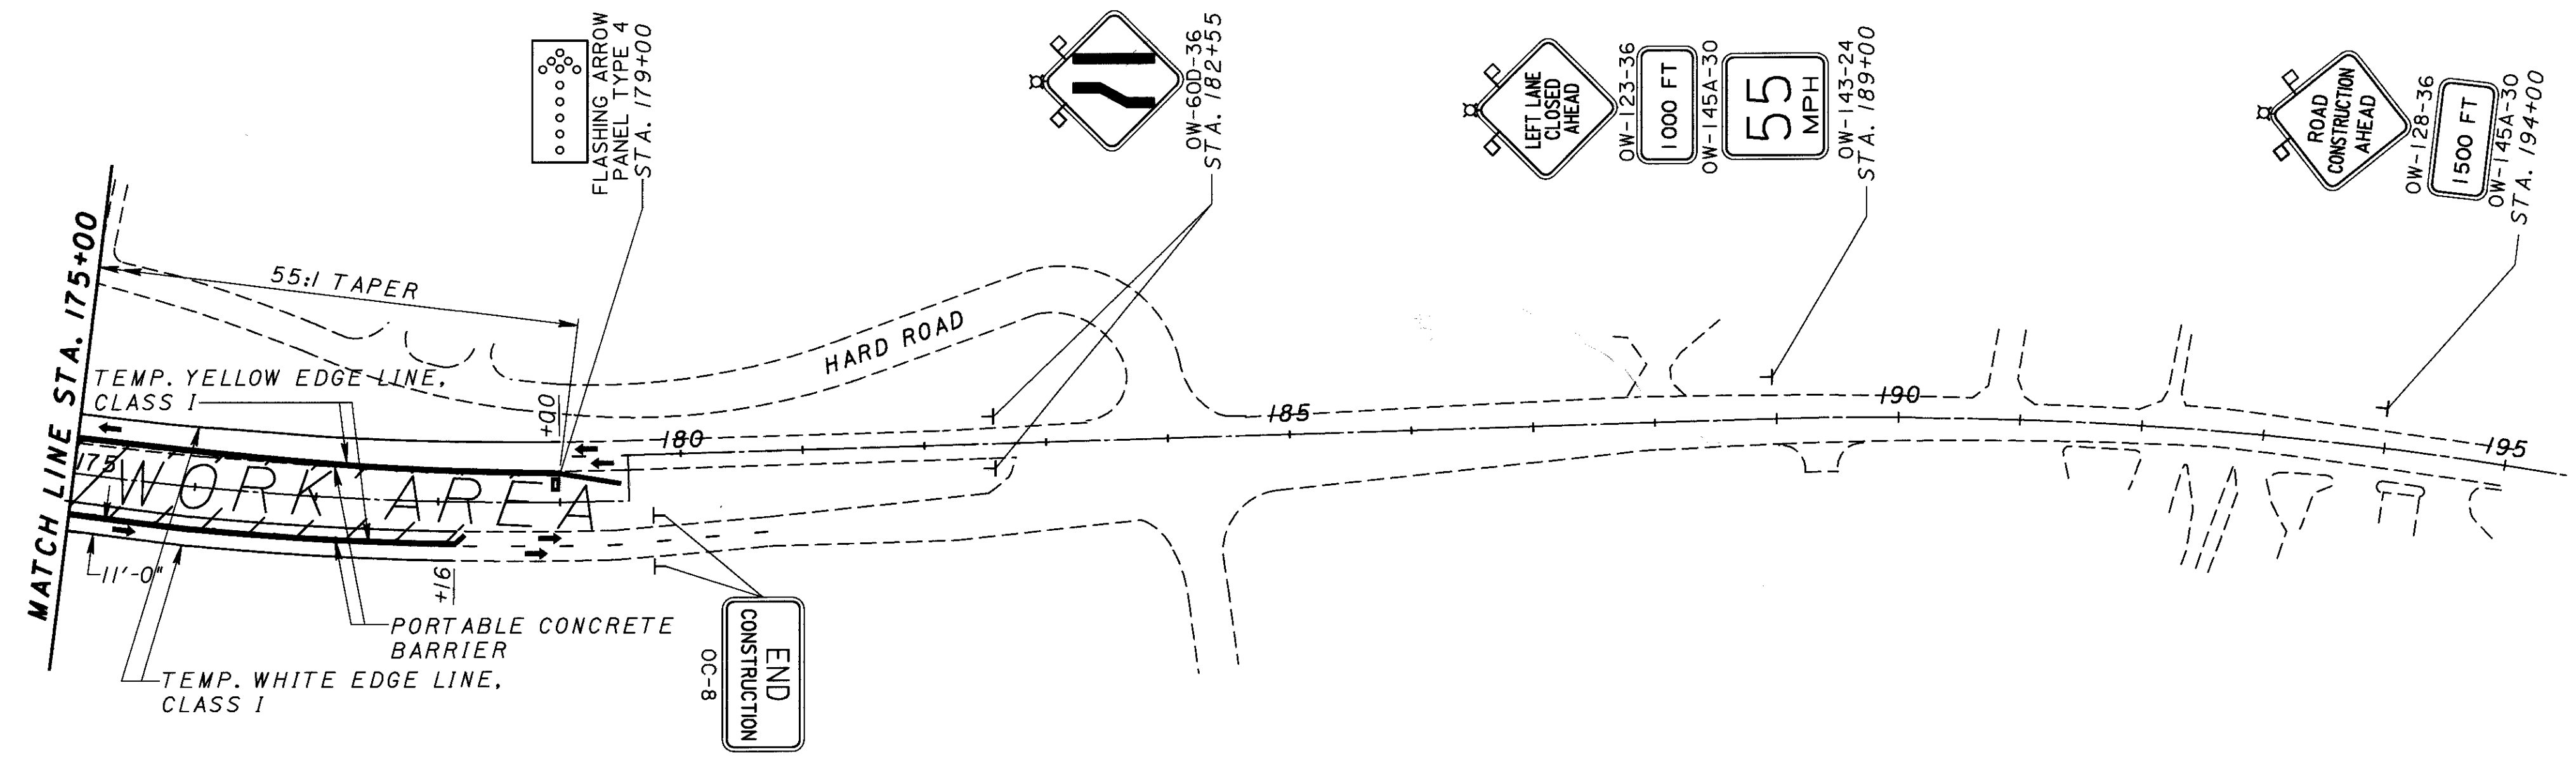 FLASHING ARROW
PANEL TYPE 4
STA. 179+00
OW-60D-36
STA. 182+55
LEFT LANE
CLOSED
AHEAD
OW-123-36
1000 FT
OW-145A-30
55
MPH
OW-143-24
STA. 189+00
ROAD
CONSTRUCTION
AHEAD
OW-128-36
1500 FT
OW-145A-30
STA. 194+00
MATCH LINE STA. 175+00
55:1 TAPER
HARD ROAD
TEMP. YELLOW EDGE LINE,
CLASS I
+00
175
180
185
190
195
WORK AREA
11'-0"
+16
PORTABLE CONCRETE
BARRIER
TEMP. WHITE EDGE LINE,
CLASS I
END
CONSTRUCTION
OC-8